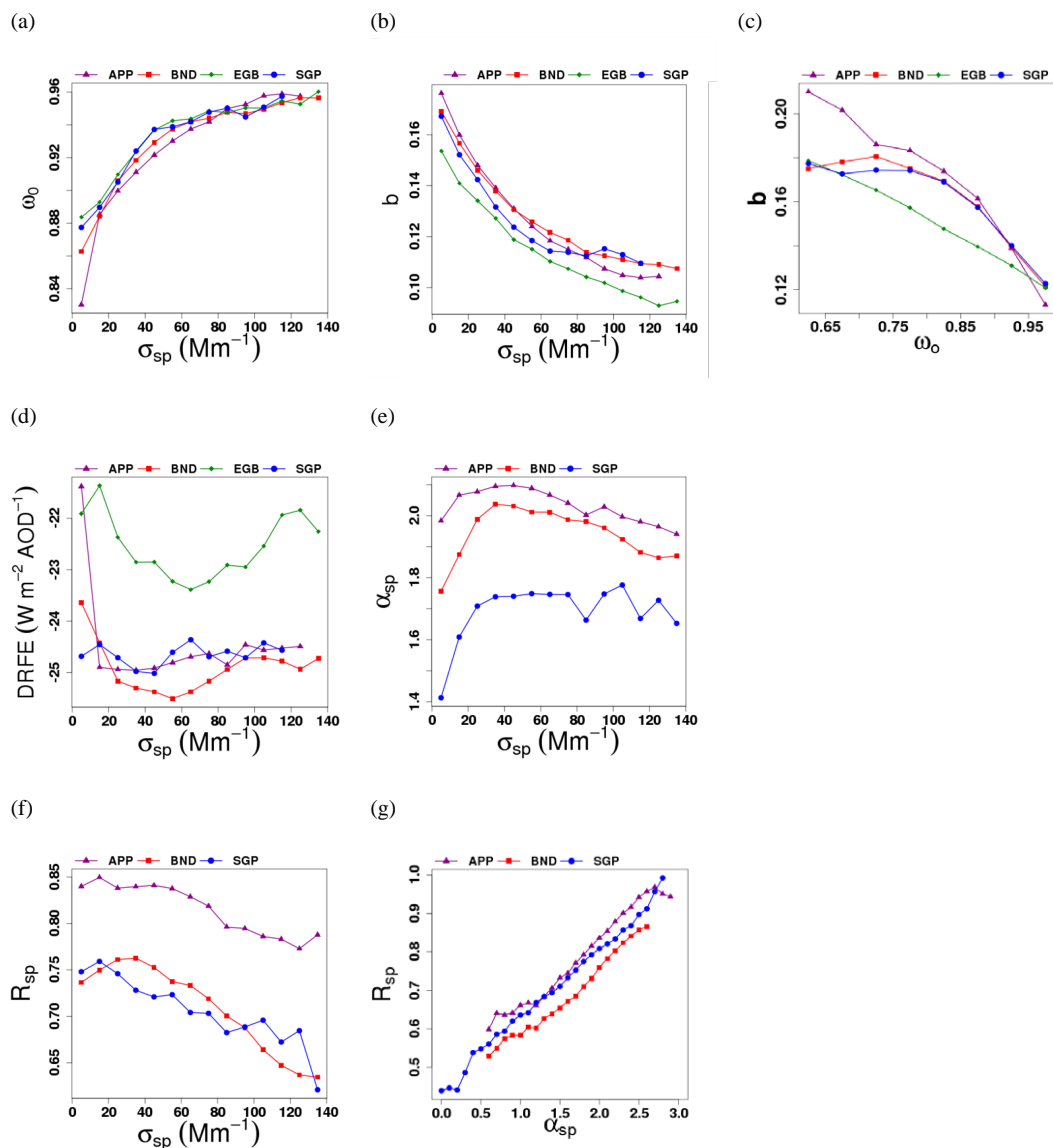 (a)
(b)
(c)
APP BND EGB SGP
APP BND EGB SGP
APP BND EGB SGP
0.96
0.92
0.88
0.84
ω₀
0 20 40 60 80 100 120 140
σsp (Mm⁻¹)
0.16
0.14
0.12
0.10
b
0 20 40 60 80 100 120 140
σsp (Mm⁻¹)
0.20
0.16
0.12
b
0.65 0.75 0.85 0.95
ωo
(d)
(e)
APP BND EGB SGP
APP BND SGP
-22
-23
-24
-25
DRFE (W m⁻² AOD⁻¹)
0 20 40 60 80 100 120 140
σsp (Mm⁻¹)
2.0
1.8
1.6
1.4
αsp
0 20 40 60 80 100 120 140
σsp (Mm⁻¹)
(f)
(g)
APP BND SGP
APP BND SGP
0.85
0.80
0.75
0.70
0.65
Rsp
0 20 40 60 80 100 120 140
σsp (Mm⁻¹)
1.0
0.9
0.8
0.7
0.6
0.5
Rsp
0.0 0.5 1.0 1.5 2.0 2.5 3.0
αsp